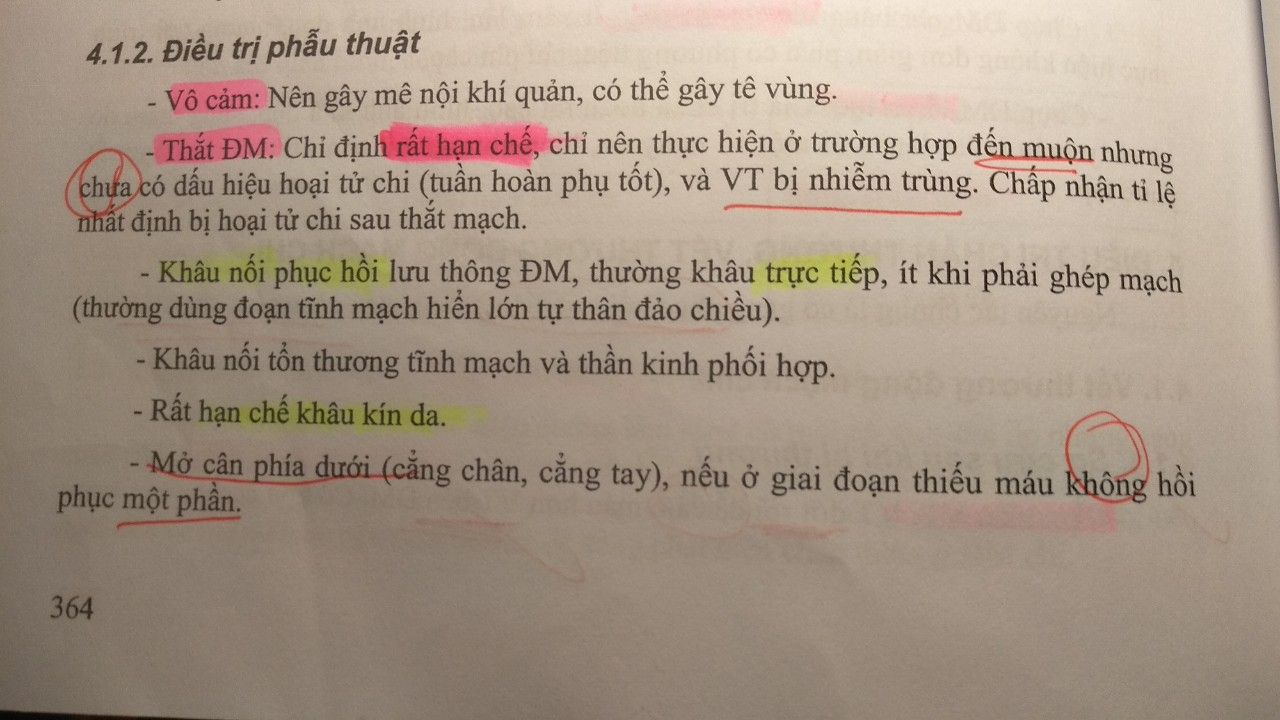 4.1.2. Điều trị phẫu thuật
- Vô cảm: Nên gây mê nội khí quản, có thể gây tê vùng.
- Thắt ĐM: Chỉ định rất hạn chế, chỉ nên thực hiện ở trường hợp đến muộn nhưng
chưa có dấu hiệu hoại tử chi (tuần hoàn phụ tốt), và VT bị nhiễm trùng. Chấp nhận tỉ lệ
nhất định bị hoại tử chi sau thắt mạch.
- Khâu nối phục hồi lưu thông ĐM, thường khâu trực tiếp, ít khi phải ghép mạch
(thường dùng đoạn tĩnh mạch hiển lớn tự thân đảo chiều).
- Khâu nối tổn thương tĩnh mạch và thần kinh phối hợp.
- Rất hạn chế khâu kín da.
- Mở cân phía dưới (cẳng chân, cẳng tay), nếu ở giai đoạn thiếu máu không hồi
phục một phần.
364